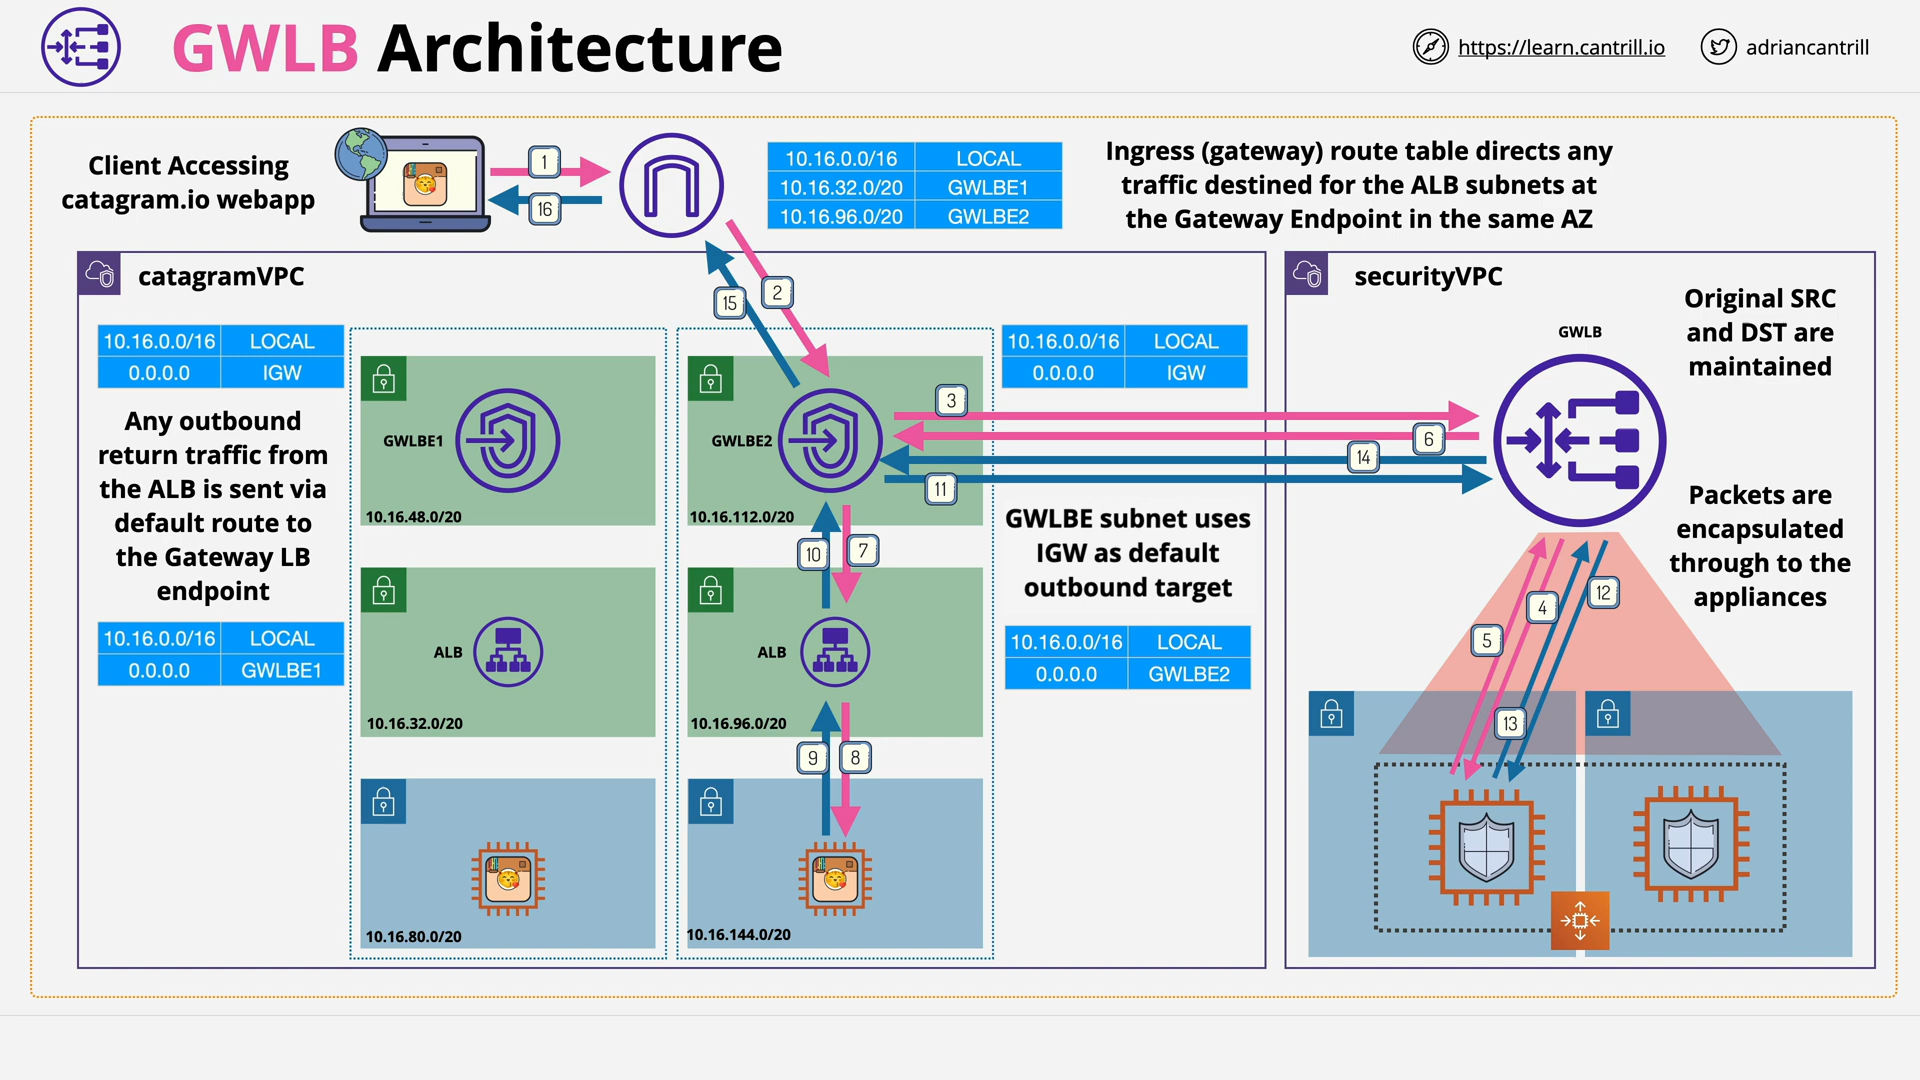 GWLB Architecture
https://learn.cantrill.io
adriancantrill
Client Accessing
catagram.io webapp
1
16
10.16.0.0/16 LOCAL
10.16.32.0/20 GWLBE1
10.16.96.0/20 GWLBE2
Ingress (gateway) route table directs any
traffic destined for the ALB subnets at
the Gateway Endpoint in the same AZ
catagramVPC
15
2
10.16.0.0/16 LOCAL
0.0.0.0 IGW
Any outbound
return traffic from
the ALB is sent via
default route to
the Gateway LB
endpoint
10.16.0.0/16 LOCAL
0.0.0.0 GWLBE1
GWLBE1
10.16.48.0/20
ALB
10.16.32.0/20
10.16.80.0/20
GWLBE2
10.16.112.0/20
10
7
ALB
10.16.96.0/20
9
8
10.16.144.0/20
10.16.0.0/16 LOCAL
0.0.0.0 IGW
3
6
14
11
GWLBE subnet uses
IGW as default
outbound target
10.16.0.0/16 LOCAL
0.0.0.0 GWLBE2
securityVPC
GWLB
Original SRC
and DST are
maintained
Packets are
encapsulated
through to the
appliances
12
4
5
13